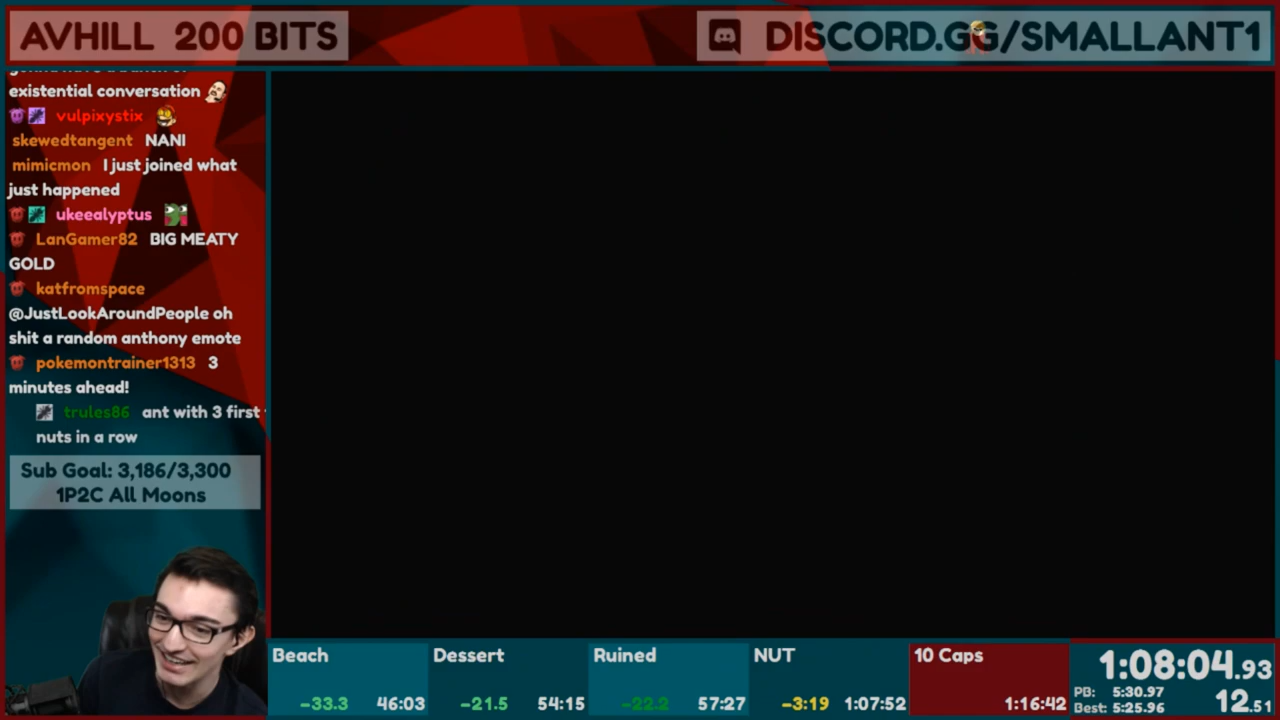 AVHILL 200 BITS
DISCORD.GG/SMALLANT1
existential conversation
vulpixystix
skewedtangent NANI
mimicmon I just joined what
just happened
ukeealyptus
LanGamer82 BIG MEATY
GOLD
katfromspace
@JustLookAroundPeople oh
shit a random anthony emote
pokemontrainer1313 3
minutes ahead!
trules86 ant with 3 first
nuts in a row
Sub Goal: 3,186/3,300
1P2C All Moons
Beach
-33.3 46:03
Dessert
-21.5 54:15
Ruined
-22.2 57:27
NUT
-3:19 1:07:52
10 Caps
1:16:42
1:08:04.93
PB: 5:30.97
Best: 5:25.96
12.51